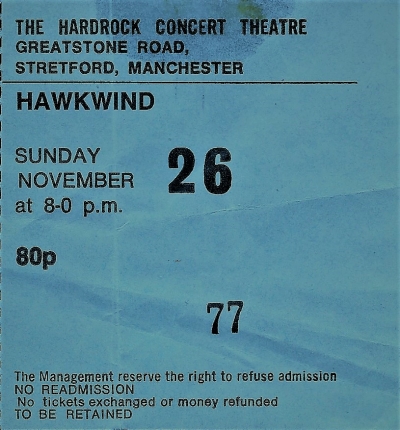 THE HARDROCK CONCERT THEATRE
GREATSTONE ROAD,
STRETFORD, MANCHESTER
HAWKWIND
SUNDAY
NOVEMBER 26
at 8-0 p.m.
80p
77
The Management reserve the right to refuse admission
NO READMISSION
No tickets exchanged or money refunded
TO BE RETAINED